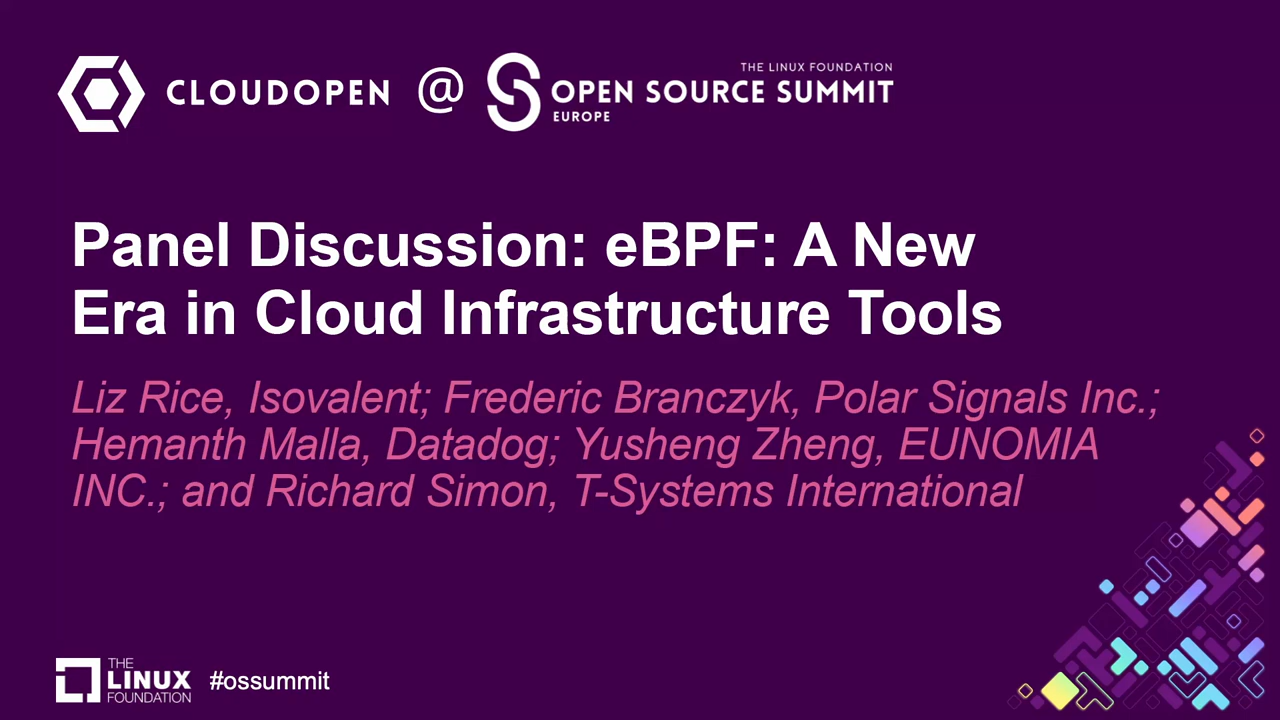 CLOUDOPEN @ THE LINUX FOUNDATION
OPEN SOURCE SUMMIT
EUROPE
Panel Discussion: eBPF: A New
Era in Cloud Infrastructure Tools
Liz Rice, Isovalent; Frederic Branczyk, Polar Signals Inc.;
Hemanth Malla, Datadog; Yusheng Zheng, EUNOMIA
INC.; and Richard Simon, T-Systems International
THE
LINUX
FOUNDATION
#ossummit